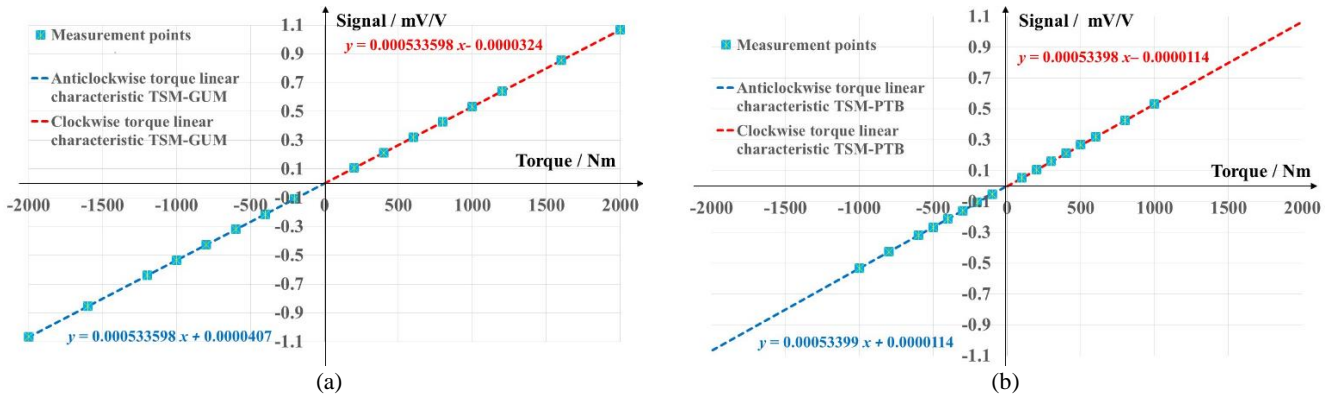 Signal / mV/V
1.1
y = 0.000533598 x– 0.0000324
Measurement points
0.9
Anticlockwise torque linear
characteristic TSM-GUM
0.7
Clockwise torque linear
characteristic TSM-GUM
0.5
0.3
Torque / Nm
0.1
-2000 -1500 -1000 -500 0 500 1000 1500 2000
-0.1
-0.3
-0.5
-0.7
-0.9
y = 0.000533598 x + 0.0000407
-1.1
(a)
Signal / mV/V
1.1
y = 0.00053398 x– 0.0000114
Measurement points
0.9
Anticlockwise torque linear
characteristic TSM-PTB
0.7
Clockwise torque linear
characteristic TSM-PTB
0.5
0.3
Torque / Nm
0.1
-2000 -1500 -1000 -500 0 500 1000 1500 2000
-0.1
-0.3
-0.5
-0.7
-0.9
y = 0.00053399 x + 0.0000114
-1.1
(b)